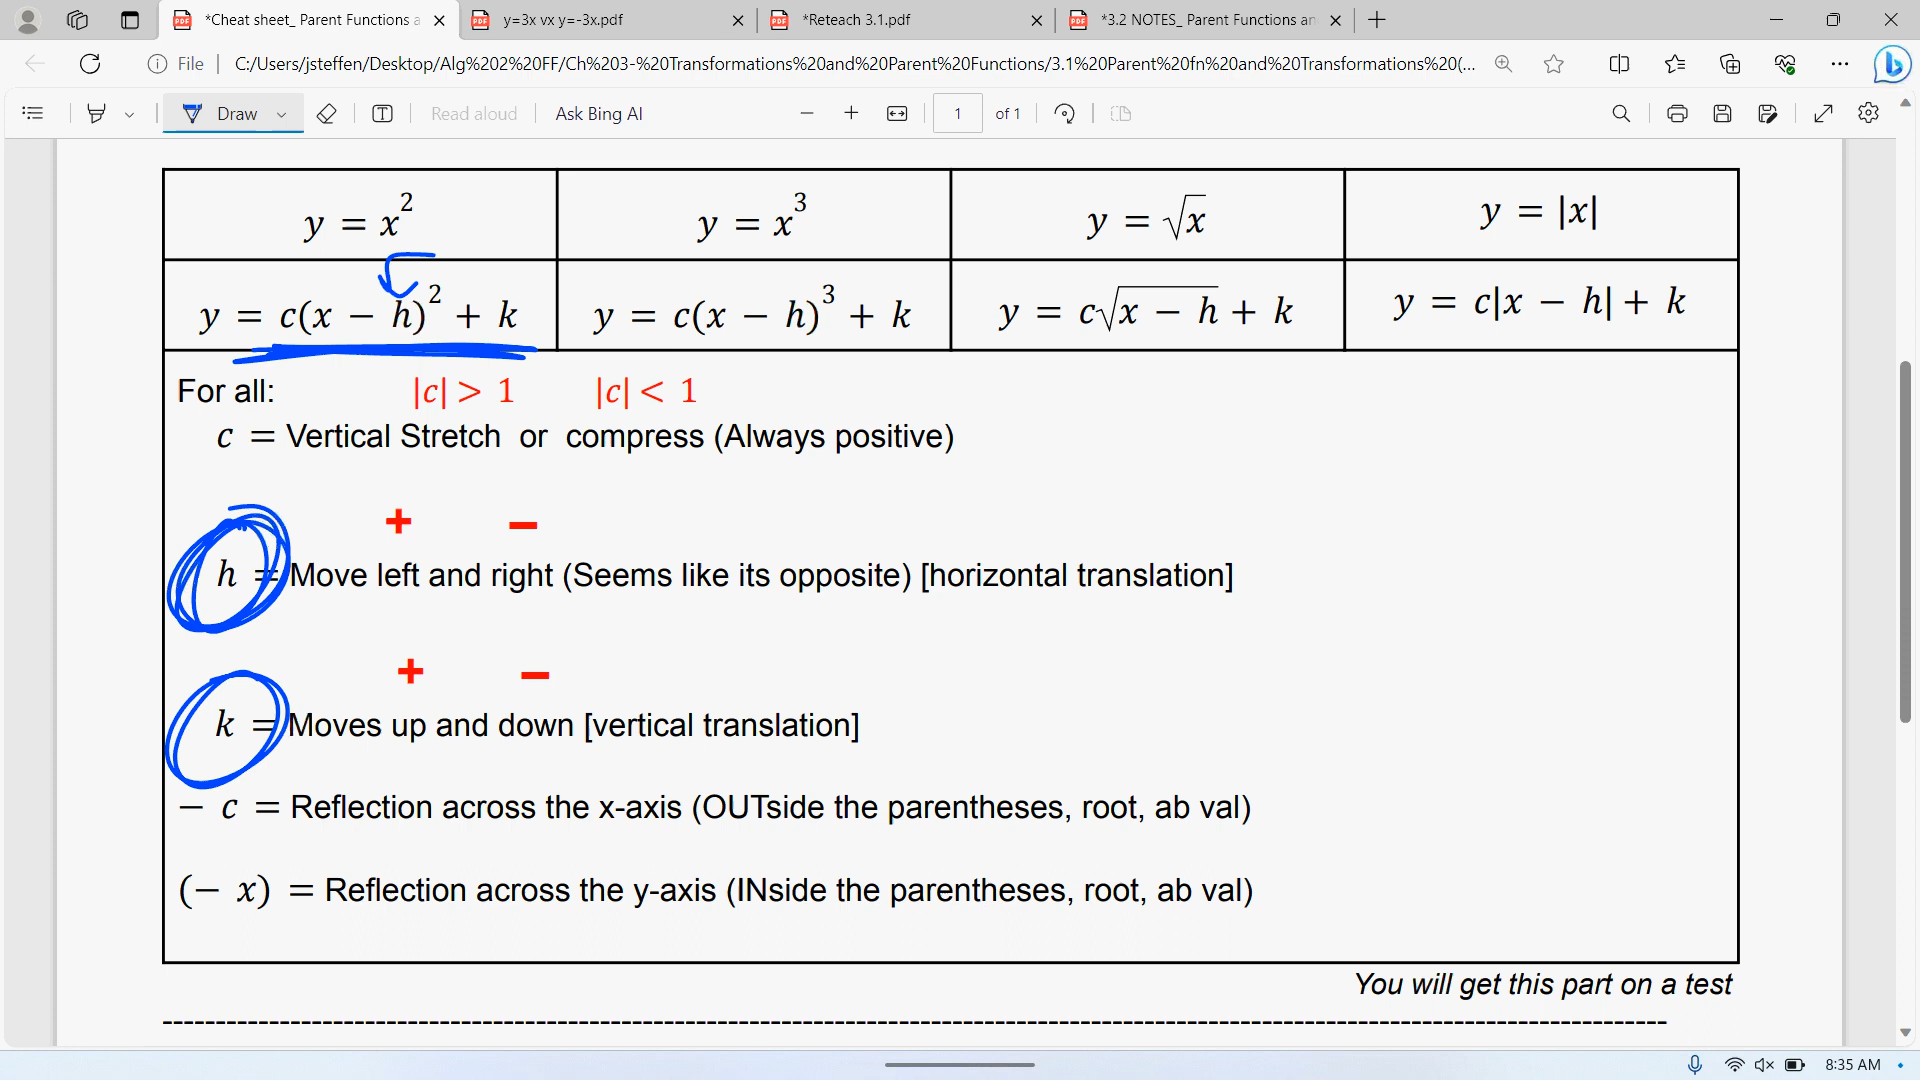 *Cheat sheet_ Parent Functions a
y=3x vx y=-3x.pdf
*Reteach 3.1.pdf
*3.2 NOTES_ Parent Functions an
File
C:/Users/jsteffen/Desktop/Alg%202%20FF/Ch%203-%20Transformations%20and%20Parent%20Functions/3.1%20Parent%20fn%20and%20Transformations%20(...
Draw
Read aloud
Ask Bing AI
1
of 1
y = x²
y = x³
y = √x
y = |x|
y = c(x − h)² + k
y = c(x − h)³ + k
y = c√x − h + k
y = c|x − h| + k
For all: |c| > 1 |c| < 1
c = Vertical Stretch or compress (Always positive)
+ −
h = Move left and right (Seems like its opposite) [horizontal translation]
+ −
k = Moves up and down [vertical translation]
− c = Reflection across the x-axis (OUTside the parentheses, root, ab val)
(− x) = Reflection across the y-axis (INside the parentheses, root, ab val)
You will get this part on a test
8:35 AM